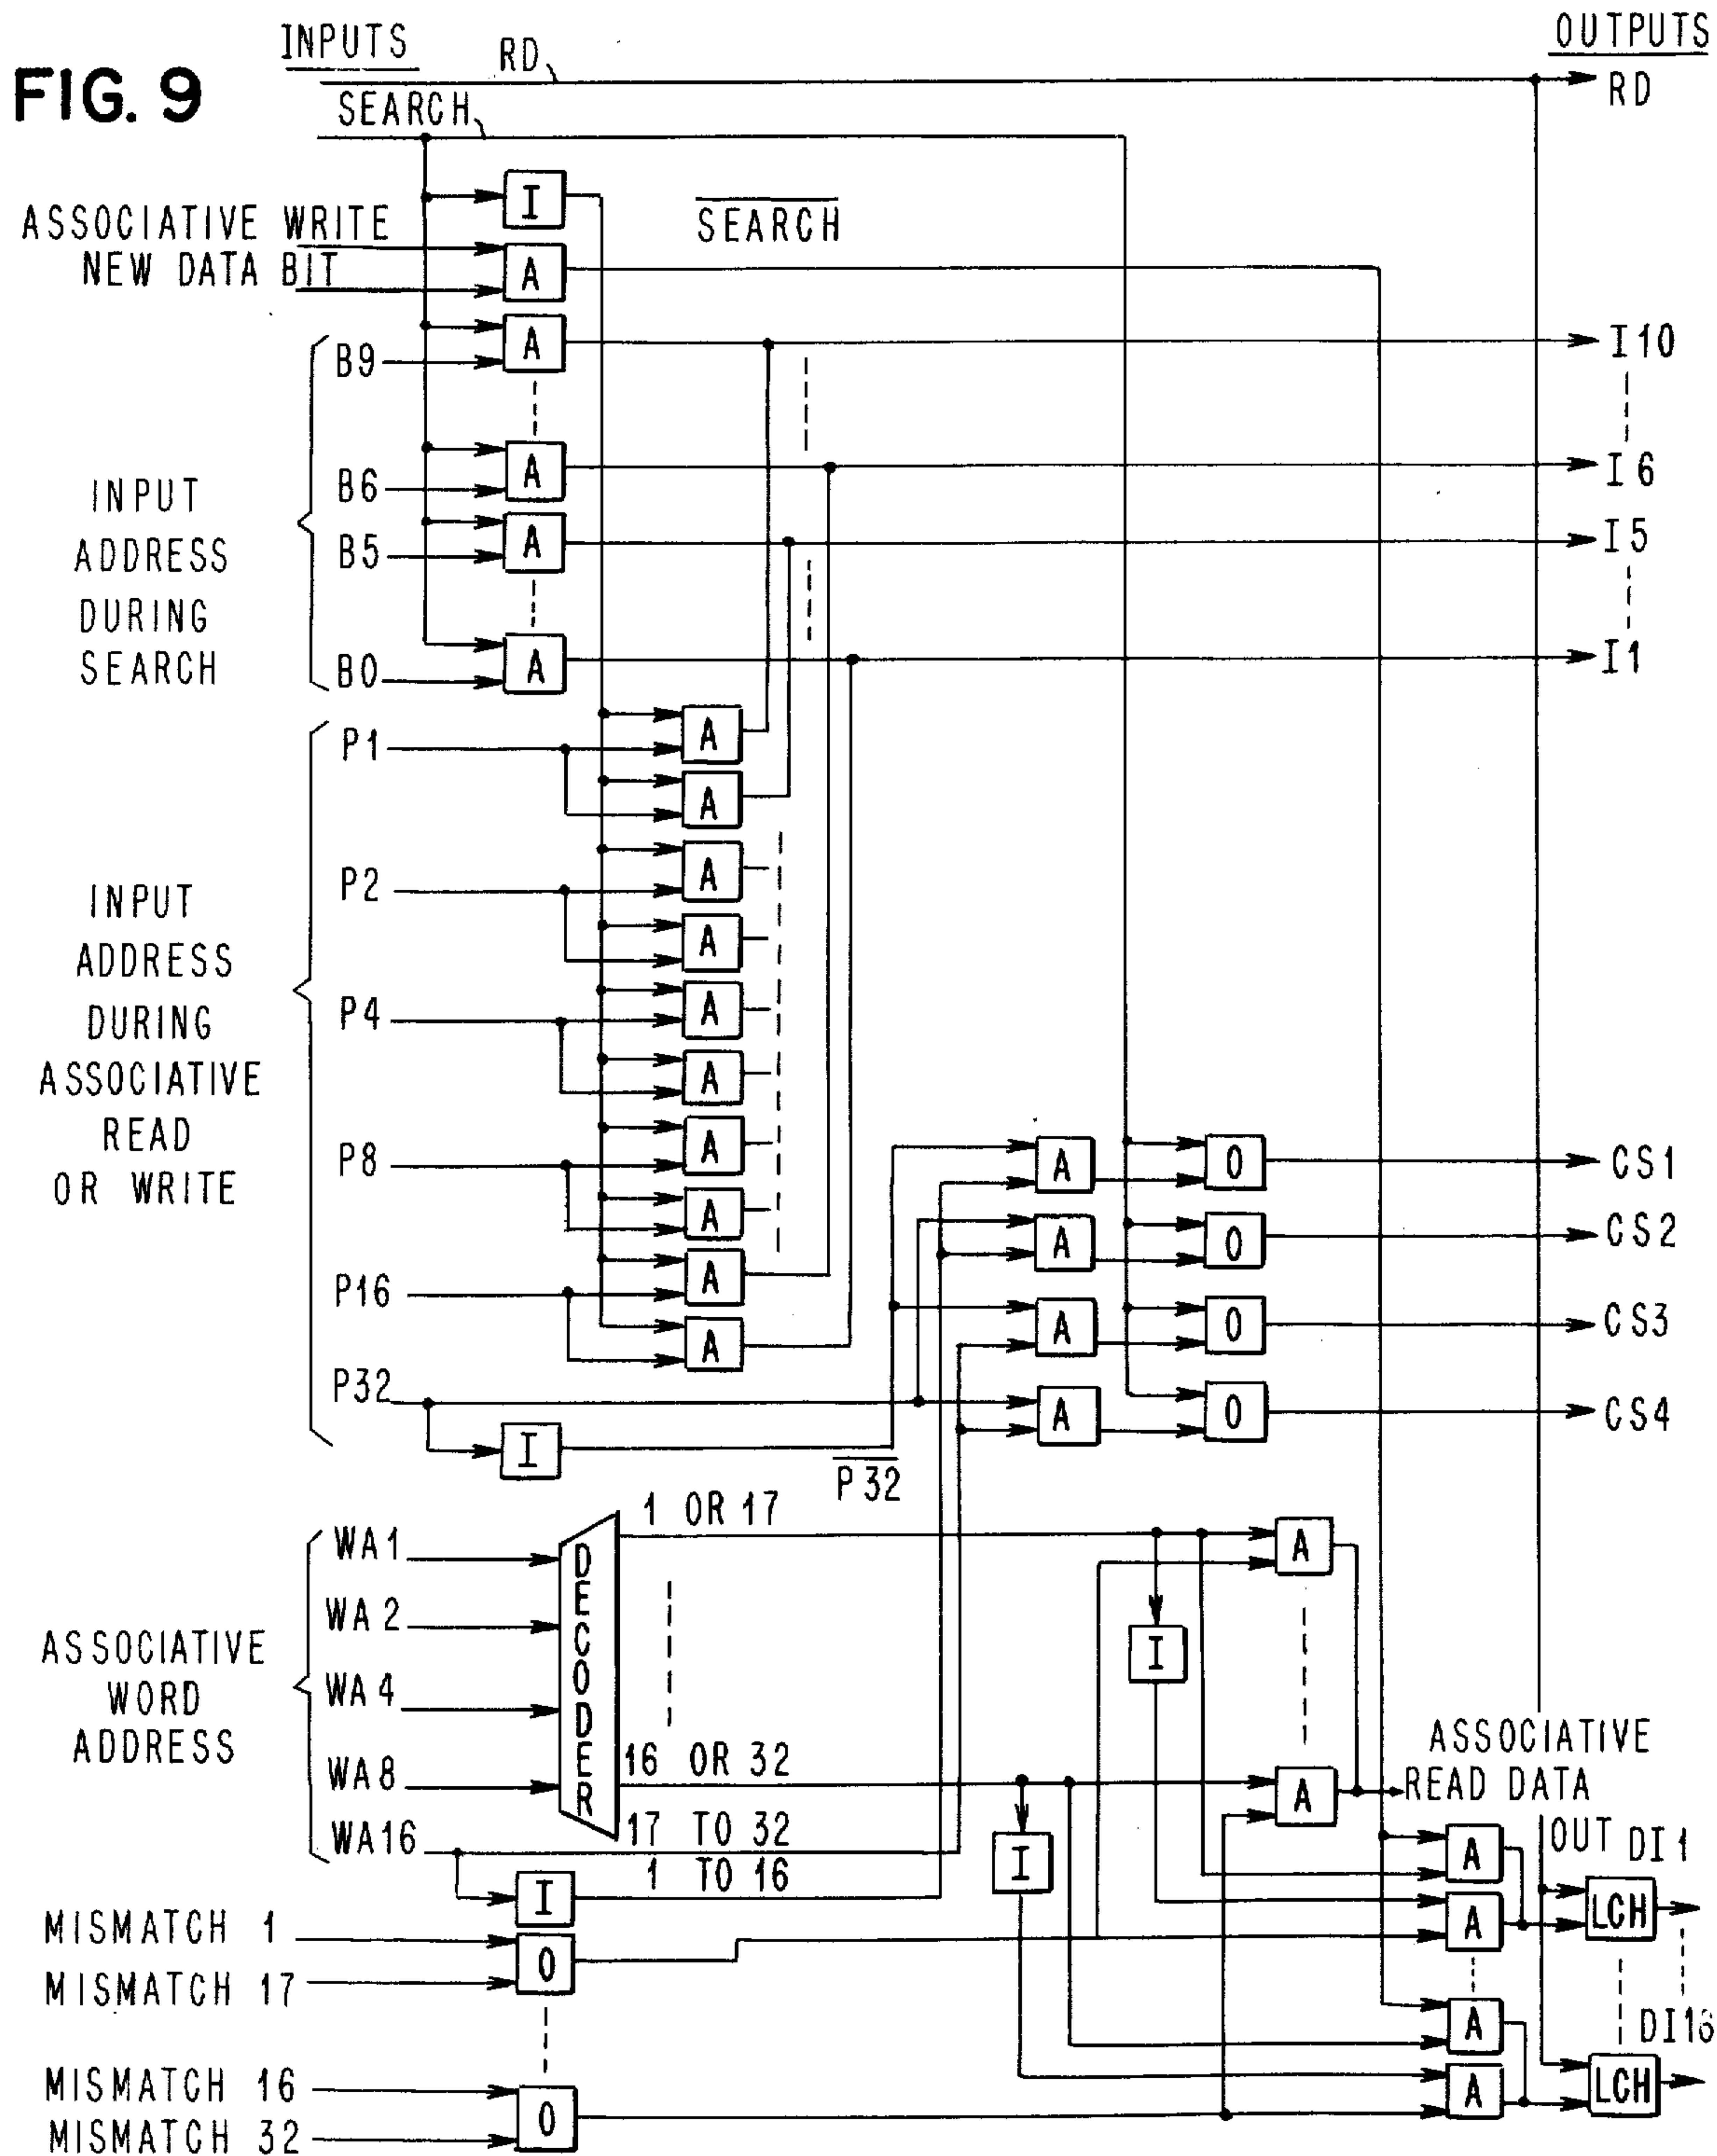 FIG. 9
INPUTS
OUTPUTS
RD
RD
SEARCH
I
SEARCH
ASSOCIATIVE WRITE
NEW DATA BIT
A
A
B9
I10
A
B6
I6
A
B5
I5
A
B0
I1
INPUT
ADDRESS
DURING
SEARCH
P1
A
A
P2
A
A
P4
A
A
P8
A
A
P16
A
A
P32
I
P32
INPUT
ADDRESS
DURING
ASSOCIATIVE
READ
OR WRITE
A
O
CS1
A
O
CS2
A
O
CS3
A
O
CS4
ASSOCIATIVE
WORD
ADDRESS
WA1
WA2
WA4
WA8
WA16
DECODER
1 OR 17
16 OR 32
17 TO 32
1 TO 16
I
A
I
A
I
ASSOCIATIVE
READ DATA
OUT
DI1
A
A
LCH
A
A
LCH
DI16
MISMATCH 1
MISMATCH 17
O
MISMATCH 16
MISMATCH 32
O